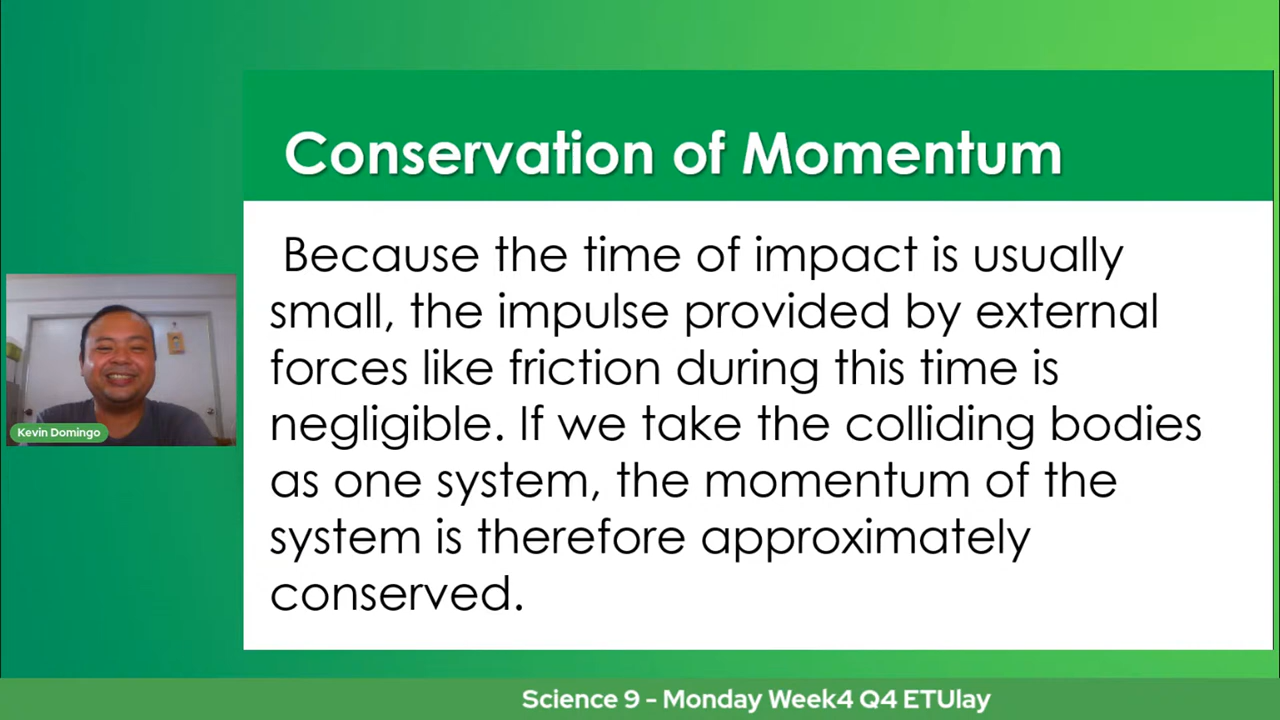 Conservation of Momentum
Because the time of impact is usually
small, the impulse provided by external
forces like friction during this time is
negligible. If we take the colliding bodies
as one system, the momentum of the
system is therefore approximately
conserved.
Kevin Domingo
Science 9 - Monday Week4 Q4 ETUlay